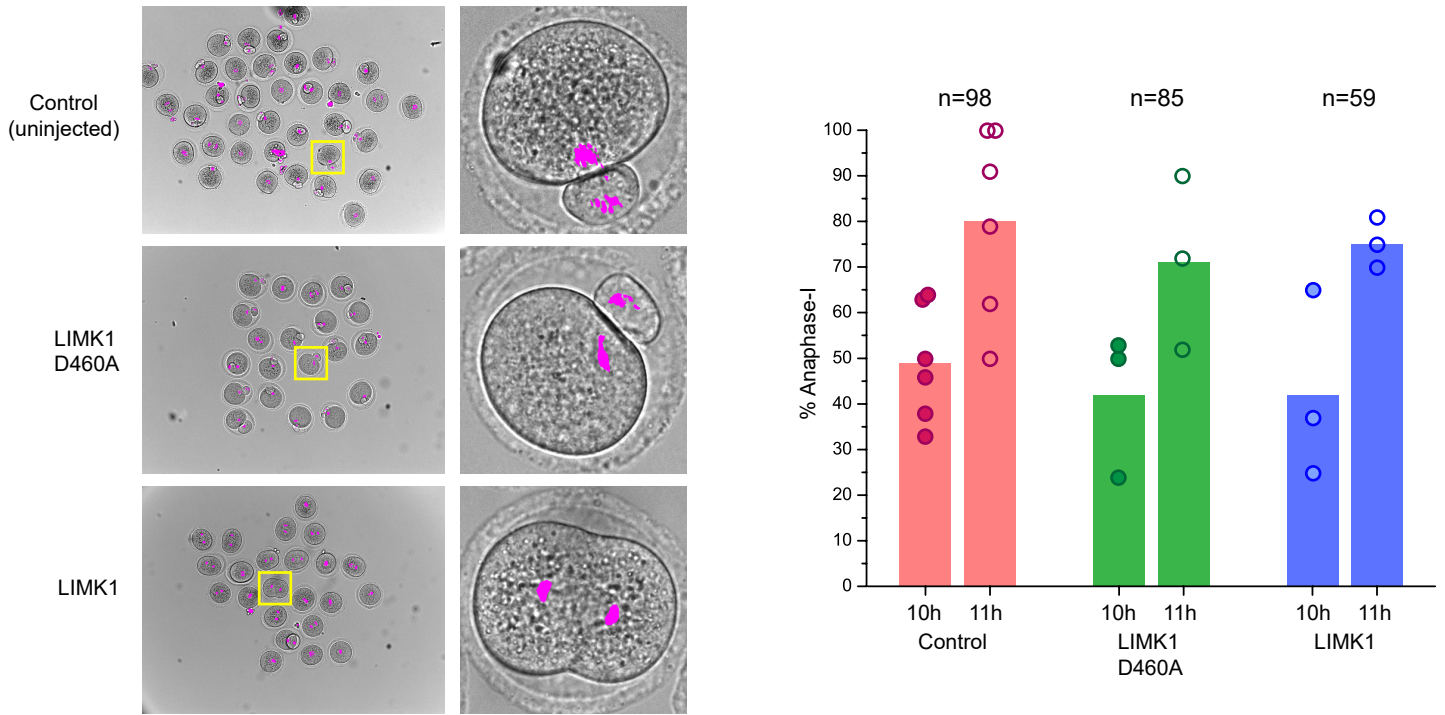 Control
(uninjected)
LIMK1
D460A
LIMK1
n=98
n=85
n=59
% Anaphase-I
100
90
80
70
60
50
40
30
20
10
0
10h
11h
10h
11h
10h
11h
Control
LIMK1
D460A
LIMK1